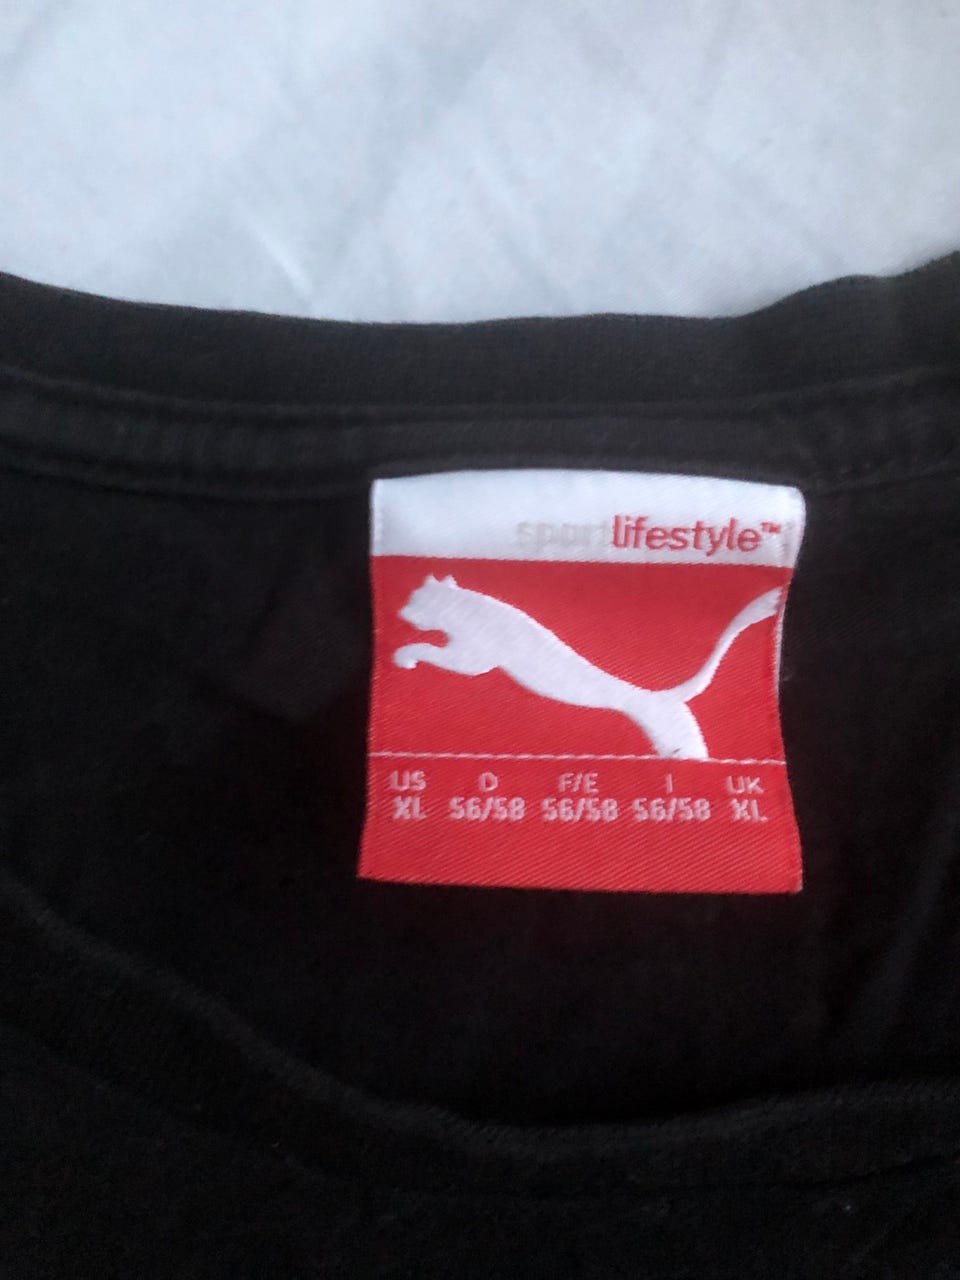 sportlifestyle™
US D F/E I UK
XL 56/58 56/58 56/58 XL